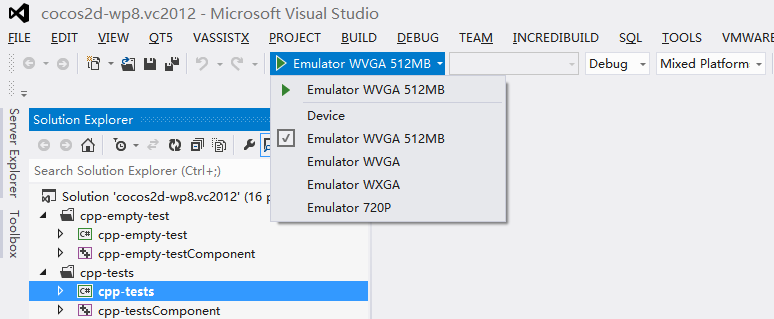 cocos2d-wp8.vc2012 - Microsoft Visual Studio
FILE EDIT VIEW QT5 VASSISTX PROJECT BUILD DEBUG TEAM INCREDIBUILD SQL TOOLS VMWARE
Emulator WVGA 512MB Debug Mixed Platform
Emulator WVGA 512MB
Device
Emulator WVGA 512MB
Emulator WVGA
Emulator WXGA
Emulator 720P
Server Explorer
Toolbox
Solution Explorer
Search Solution Explorer (Ctrl+;)
Solution 'cocos2d-wp8.vc2012' (16 p
cpp-empty-test
C# cpp-empty-test
cpp-empty-testComponent
cpp-tests
C# cpp-tests
cpp-testsComponent